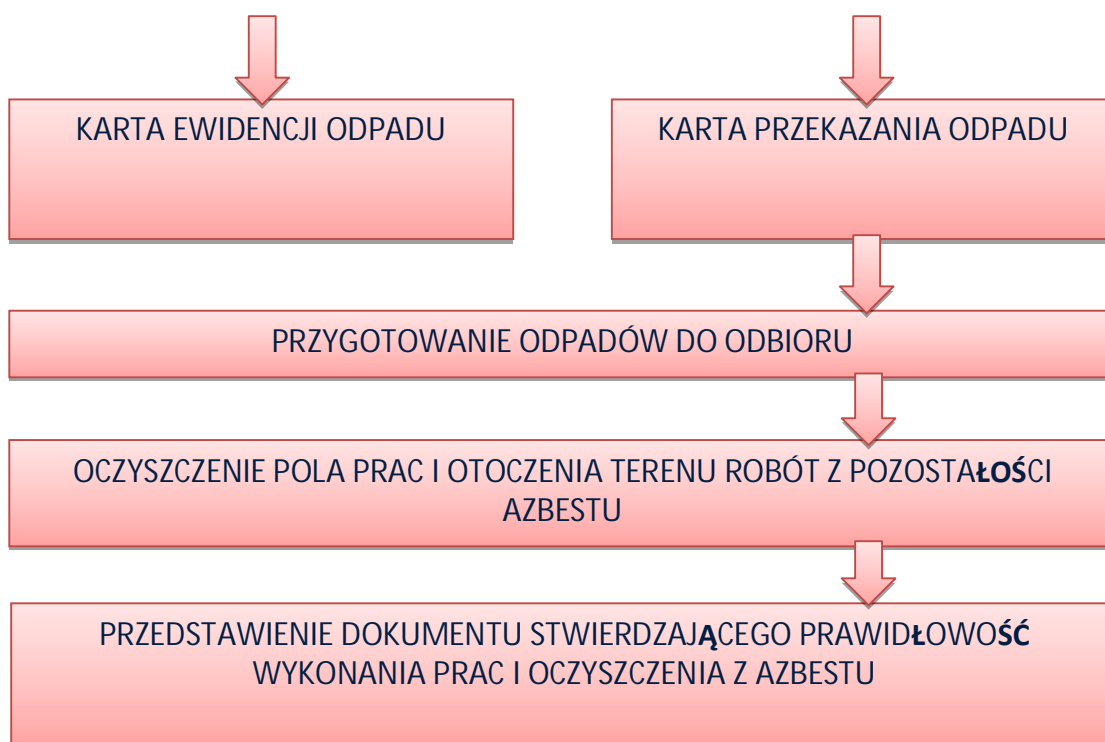 KARTA EWIDENCJI ODPADU
KARTA PRZEKAZANIA ODPADU
PRZYGOTOWANIE ODPADÓW DO ODBIORU
OCZYSZCZENIE POLA PRAC I OTOCZENIA TERENU ROBÓT Z POZOSTAŁOŚCI
AZBESTU
PRZEDSTAWIENIE DOKUMENTU STWIERDZAJĄCEGO PRAWIDŁOWOŚĆ
WYKONANIA PRAC I OCZYSZCZENIA Z AZBESTU